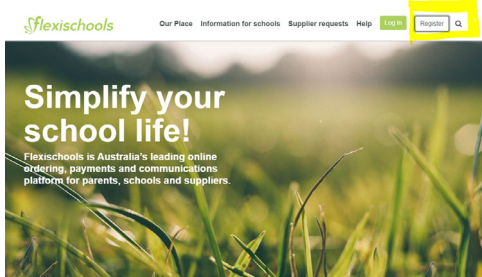 flexischools
Our Place Information for schools Supplier requests Help Log in Register
Simplify your
school life!
Flexischools is Australia's leading online
ordering, payments and communications
platform for parents, schools and suppliers.